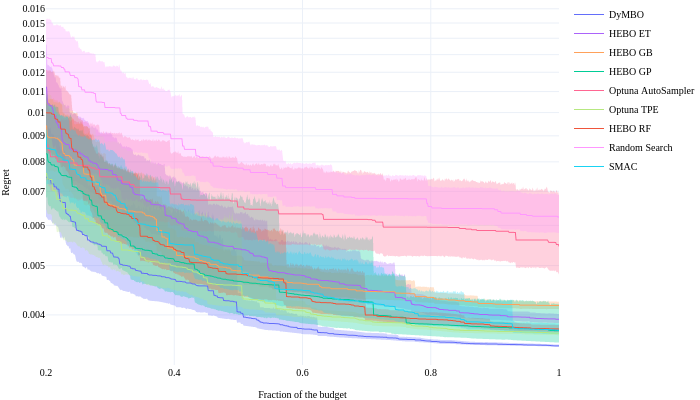 0.016
0.015
0.014
0.013
0.012
0.011
0.01
0.009
0.008
0.007
0.006
0.005
0.004
Regret
0.2
0.4
0.6
0.8
1
Fraction of the budget
DyMBO
HEBO ET
HEBO GB
HEBO GP
Optuna AutoSampler
Optuna TPE
HEBO RF
Random Search
SMAC